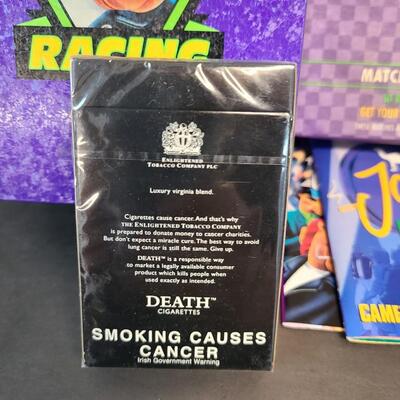 RACING
MATC
GET YOUR
ENLIGHTENED
TOBACCO COMPANY PLC
Luxury virginia blend.
Cigarettes cause cancer. And that's why
THE ENLIGHTENED TOBACCO COMPANY
is prepared to donate money to cancer charities.
But don't expect a miracle cure. The best way to avoid
lung cancer is still the same. Give up.
DEATH™ is a responsible way
to market a legally available consumer
product which kills people when
used exactly as intended.
DEATH™
CIGARETTES
SMOKING CAUSES
CANCER
Irish Government Warning
Jo
CAME